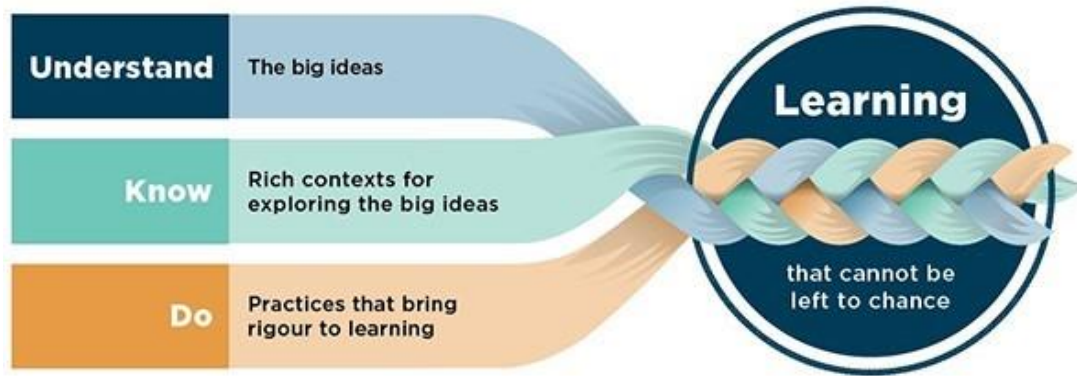 Understand
The big ideas
Know
Rich contexts for
exploring the big ideas
Do
Practices that bring
rigour to learning
Learning
that cannot be
left to chance